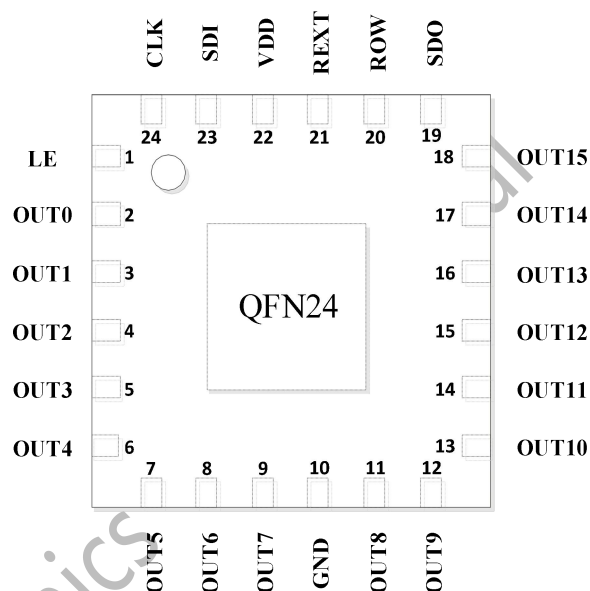 CLK
SDI
VDD
REXT
ROW
SDO
24
23
22
21
20
19
LE
1
18
OUT15
OUT0
2
17
OUT14
OUT1
3
16
OUT13
QFN24
OUT2
4
15
OUT12
OUT3
5
14
OUT11
OUT4
6
13
OUT10
7
8
9
10
11
12
OUT5
OUT6
OUT7
GND
OUT8
OUT9
nics
al